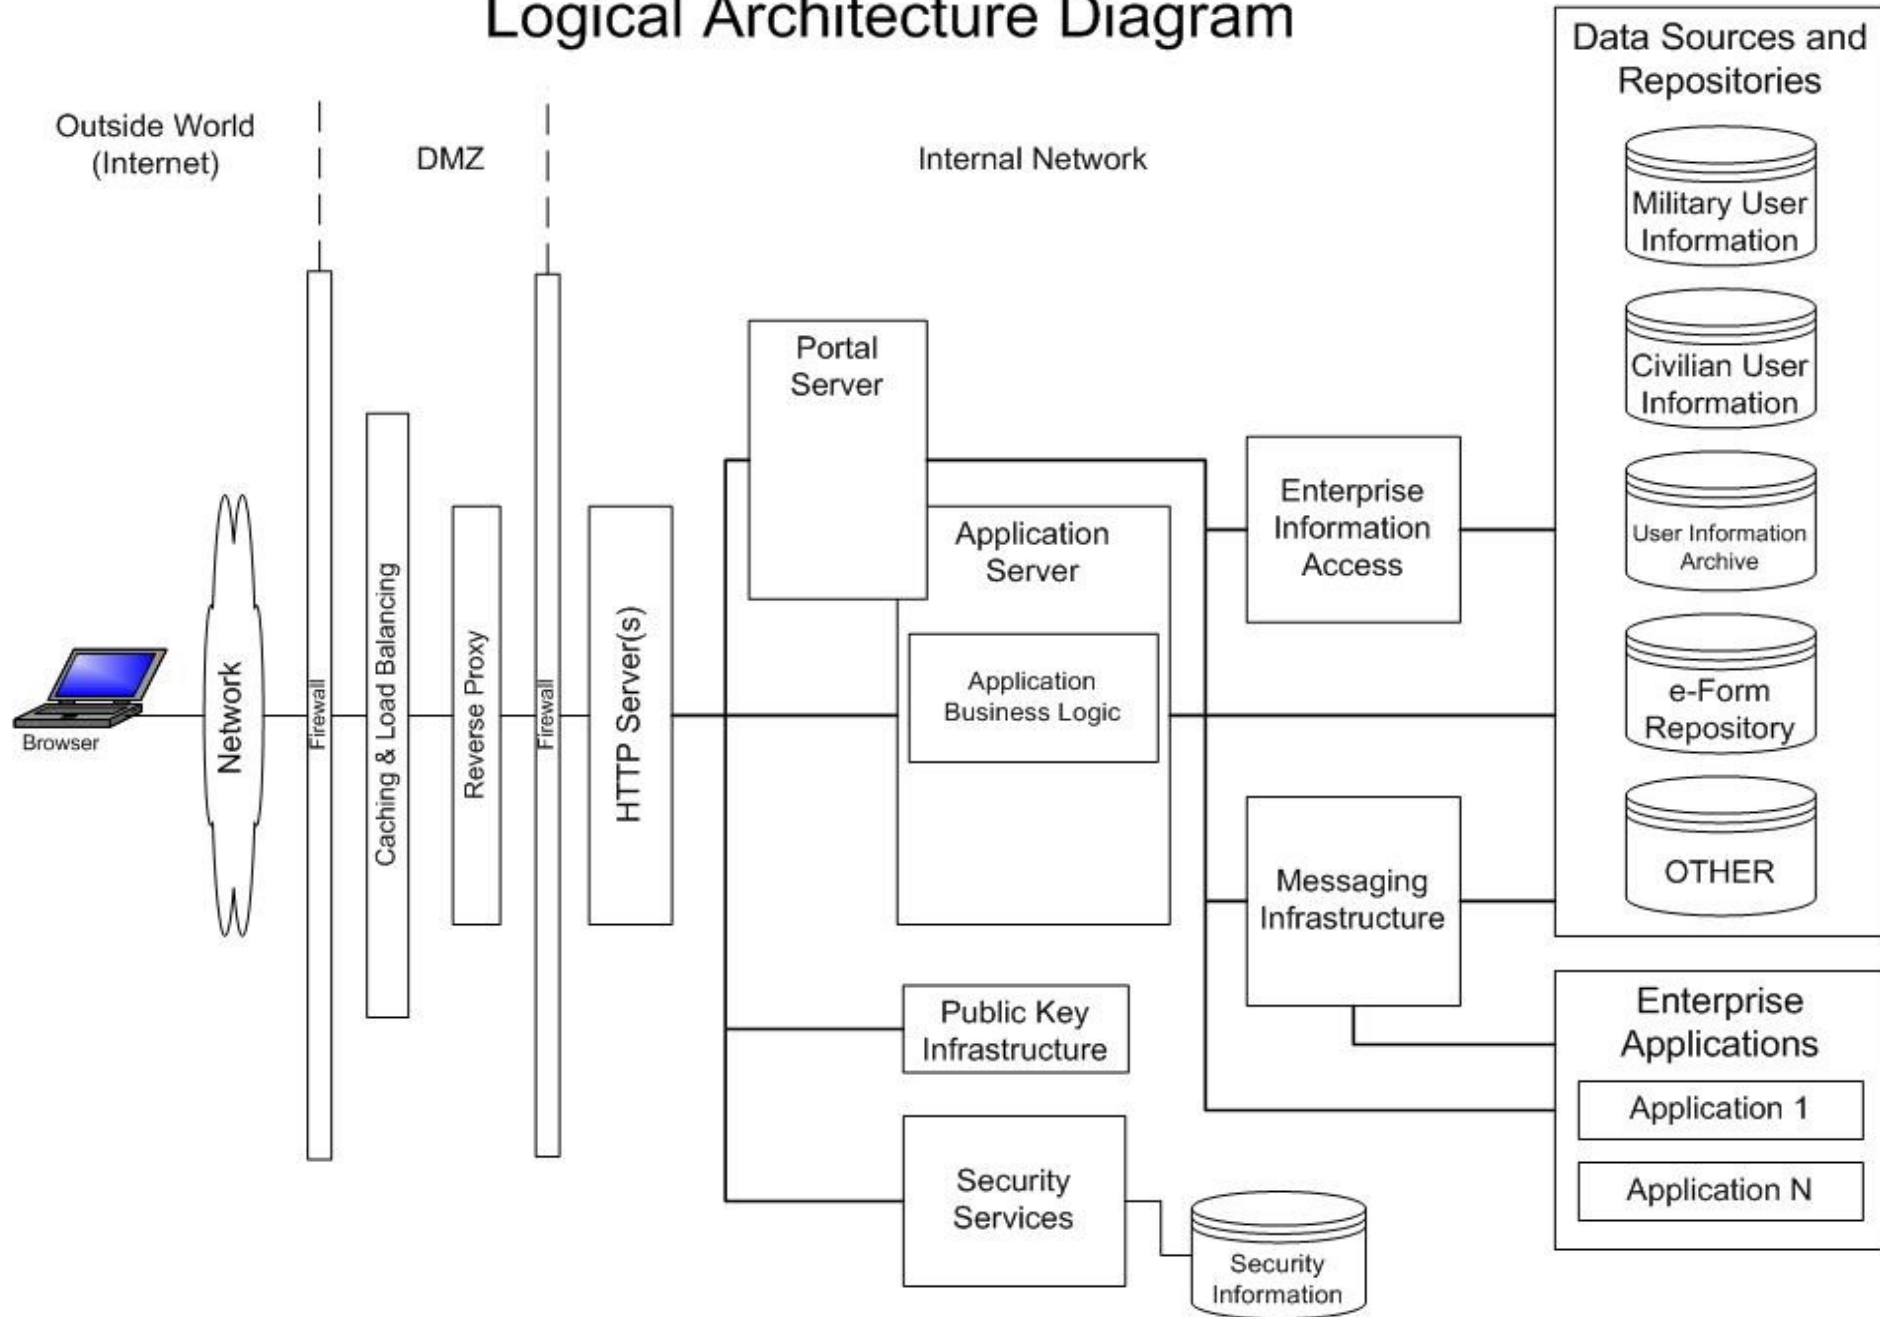 Logical Architecture Diagram
Outside World
(Internet)
DMZ
Internal Network
Browser
Network
Firewall
Caching & Load Balancing
Reverse Proxy
Firewall
HTTP Server(s)
Portal
Server
Application
Server
Application
Business Logic
Public Key
Infrastructure
Security
Services
Security
Information
Enterprise
Information
Access
Messaging
Infrastructure
Data Sources and
Repositories
Military User
Information
Civilian User
Information
User Information
Archive
e-Form
Repository
OTHER
Enterprise
Applications
Application 1
Application N